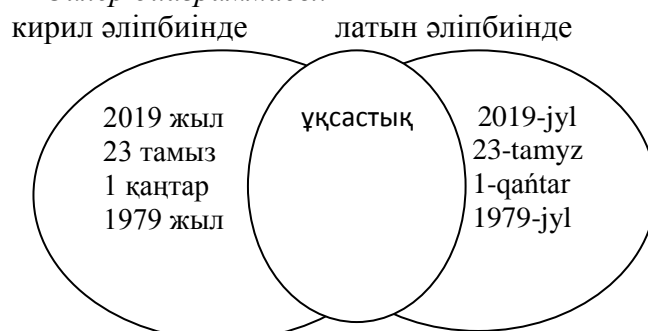 кирил әліпбиінде латын әліпбиінде
2019 жыл ұқсастық 2019-jyl
23 тамыз 23-tamyz
1 қаңтар 1-qańtar
1979 жыл 1979-jyl